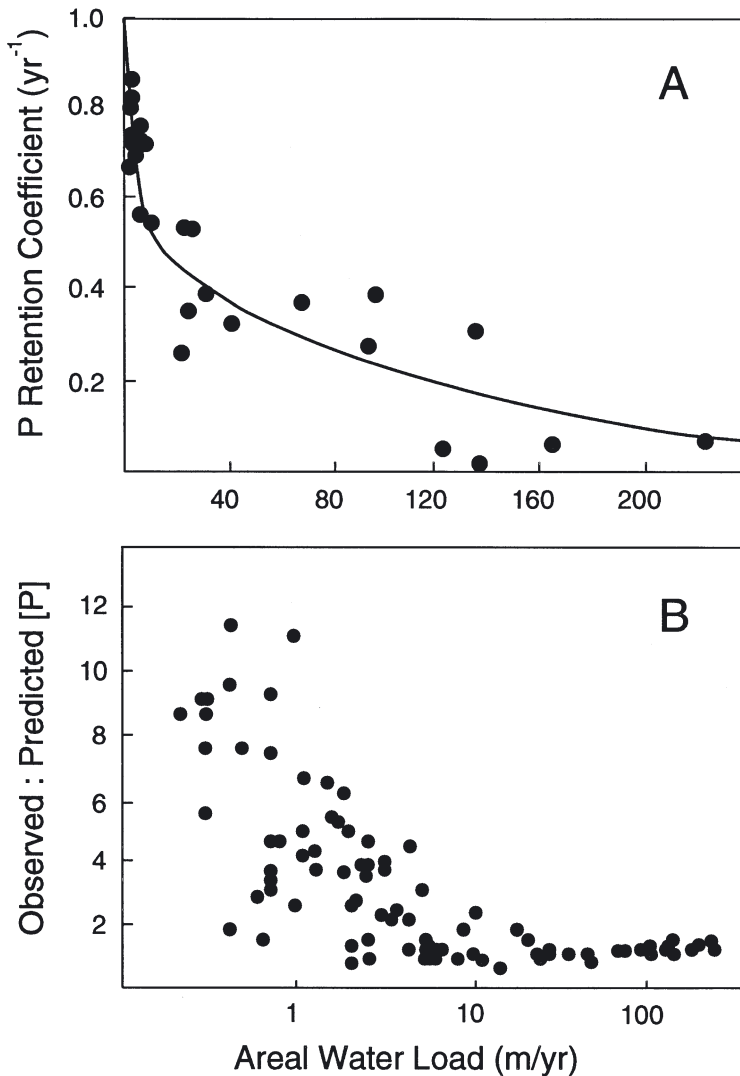 1.0
0.8
0.6
0.4
0.2
P Retention Coefficient (yr⁻¹)
A
40 80 120 160 200
12
10
8
6
4
2
Observed : Predicted [P]
B
1 10 100
Areal Water Load (m/yr)